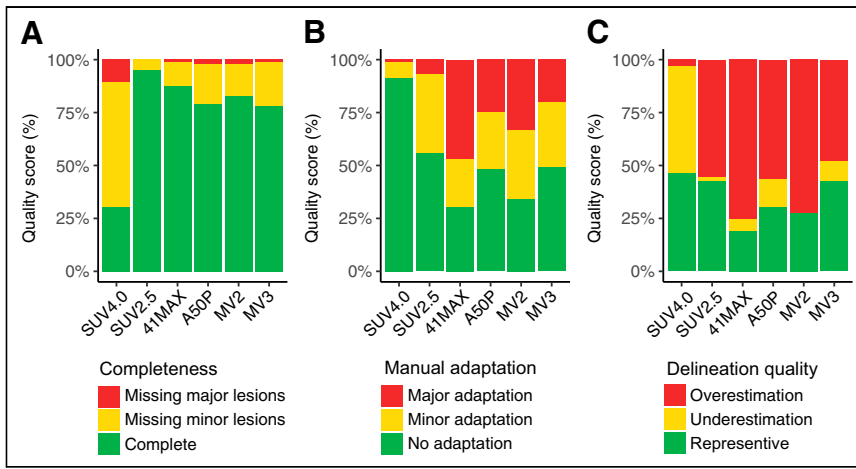 A
Quality score (%)
100%
75%
50%
25%
0%
SUV4.0
SUV2.5
41MAX
A50P
MV2
MV3
Completeness
Missing major lesions
Missing minor lesions
Complete
B
Quality score (%)
100%
75%
50%
25%
0%
SUV4.0
SUV2.5
41MAX
A50P
MV2
MV3
Manual adaptation
Major adaptation
Minor adaptation
No adaptation
C
Quality score (%)
100%
75%
50%
25%
0%
SUV4.0
SUV2.5
41MAX
A50P
MV2
MV3
Delineation quality
Overestimation
Underestimation
Representive